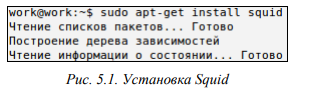 work@work:~$ sudo apt-get install squid
Чтение списков пакетов... Готово
Построение дерева зависимостей
Чтение информации о состоянии... Готово
Рис. 5.1. Установка Squid